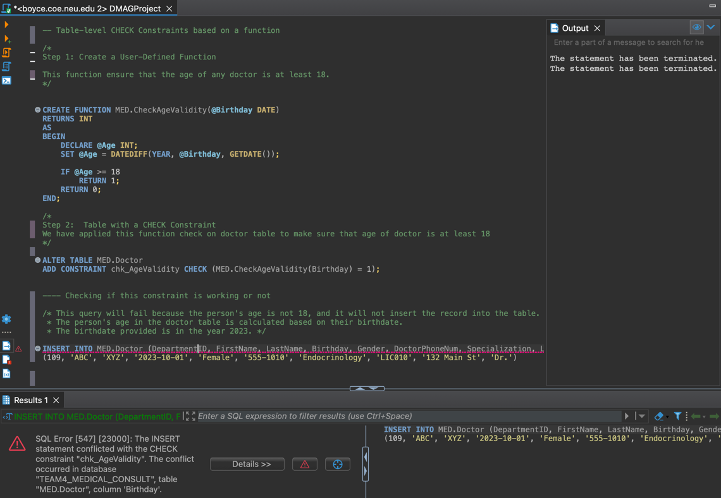 *<boyce.coe.neu.edu 2> DMAGProject
-- Table-level CHECK Constraints based on a function
/*
Step 1: Create a User-Defined Function
This function ensure that the age of any doctor is at least 18.
*/
CREATE FUNCTION MED.CheckAgeValidity(@Birthday DATE)
RETURNS INT
AS
BEGIN
DECLARE @Age INT;
SET @Age = DATEDIFF(YEAR, @Birthday, GETDATE());
IF @Age >= 18
RETURN 1;
RETURN 0;
END;
/*
Step 2:  Table with a CHECK Constraint
We have applied this function check on doctor table to make sure that age of doctor is at least 18
*/
ALTER TABLE MED.Doctor
ADD CONSTRAINT chk_AgeValidity CHECK (MED.CheckAgeValidity(Birthday) = 1);
---- Checking if this constraint is working or not
/* This query will fail because the person's age is not 18, and it will not insert the record into the table.
* The person's age in the doctor table is calculated based on their birthdate.
* The birthdate provided is in the year 2023. */
INSERT INTO MED.Doctor (DepartmentID, FirstName, LastName, Birthday, Gender, DoctorPhoneNum, Specialization, L
(109, 'ABC', 'XYZ', '2023-10-01', 'Female', '555-1010', 'Endocrinology', 'LIC010', '132 Main St', 'Dr.')
Output
Enter a part of a message to search for he
The statement has been terminated.
The statement has been terminated.
Results 1
INSERT INTO MED.Doctor (DepartmentID, F
Enter a SQL expression to filter results (use Ctrl+Space)
SQL Error [547] [23000]: The INSERT
statement conflicted with the CHECK
constraint "chk_AgeValidity". The conflict
occurred in database
"TEAM4_MEDICAL_CONSULT", table
"MED.Doctor", column 'Birthday'.
Details >>
INSERT INTO MED.Doctor (DepartmentID, FirstName, LastName, Birthday, Gende
(109, 'ABC', 'XYZ', '2023-10-01', 'Female', '555-1010', 'Endocrinology', '